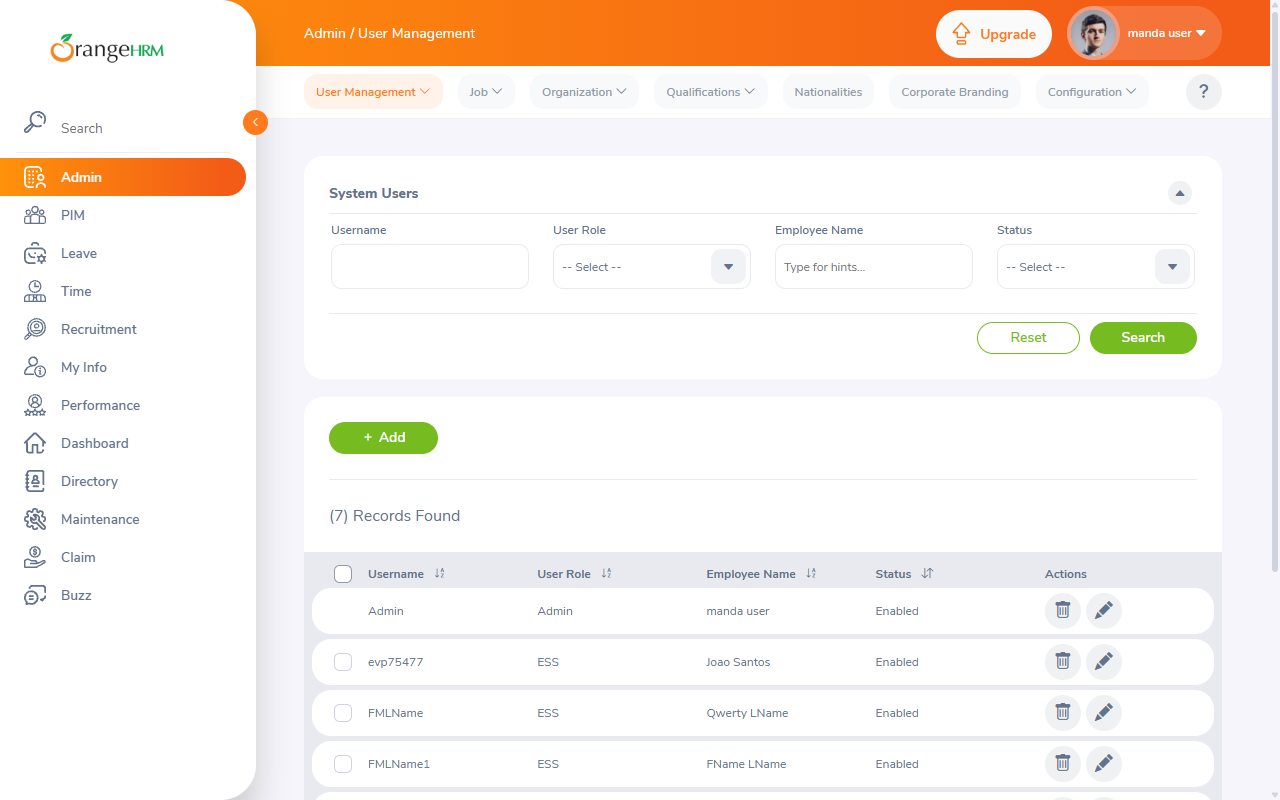 OrangeHRM
Admin / User Management
Upgrade
manda user
User Management
Job
Organization
Qualifications
Nationalities
Corporate Branding
Configuration
?
Search
Admin
PIM
Leave
Time
Recruitment
My Info
Performance
Dashboard
Directory
Maintenance
Claim
Buzz
System Users
Username
User Role
Employee Name
Status
-- Select --
Type for hints...
-- Select --
Reset
Search
+ Add
(7) Records Found
Username User Role Employee Name Status Actions
Admin Admin manda user Enabled
evp75477 ESS Joao Santos Enabled
FMLName ESS Qwerty LName Enabled
FMLName1 ESS FName LName Enabled